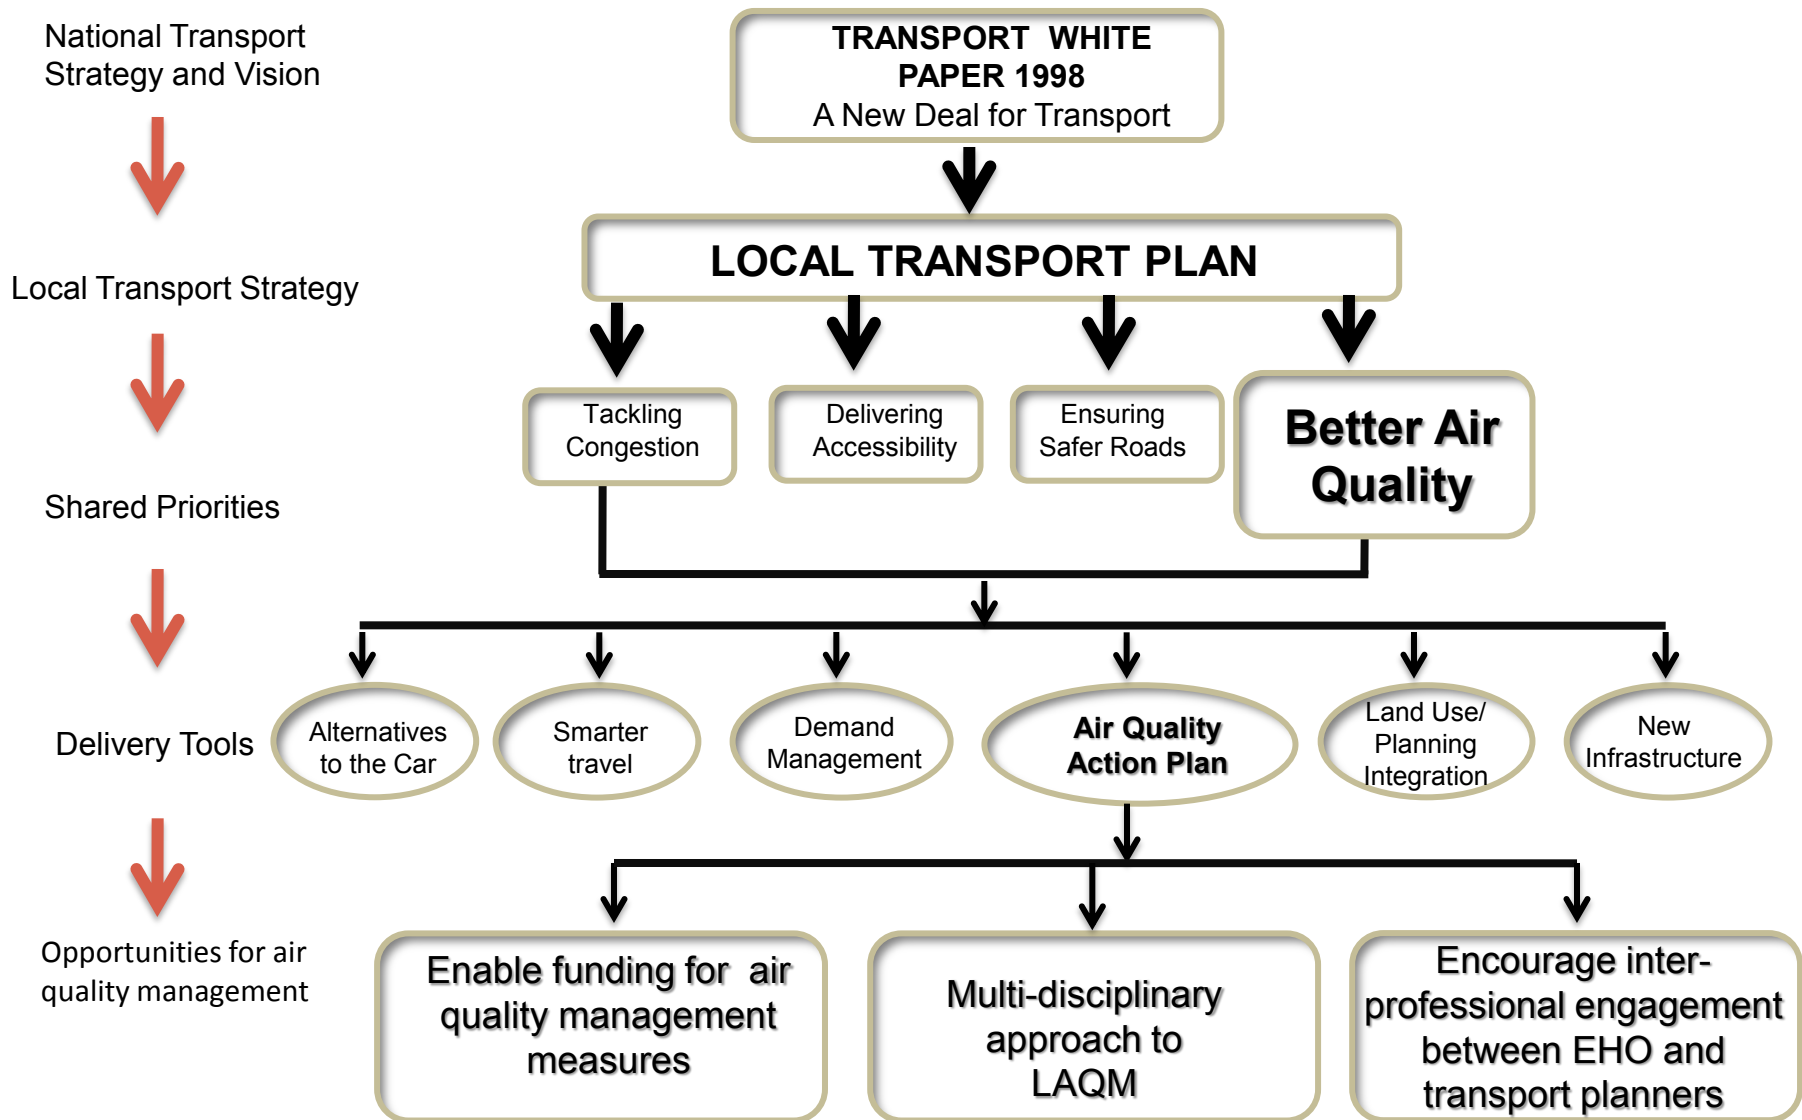 National Transport
Strategy and Vision
TRANSPORT WHITE
PAPER 1998
A New Deal for Transport
Local Transport Strategy
LOCAL TRANSPORT PLAN
Shared Priorities
Tackling
Congestion
Delivering
Accessibility
Ensuring
Safer Roads
Better Air
Quality
Delivery Tools
Alternatives
to the Car
Smarter
travel
Demand
Management
Air Quality
Action Plan
Land Use/
Planning
Integration
New
Infrastructure
Opportunities for air
quality management
Enable funding for air
quality management
measures
Multi-disciplinary
approach to
LAQM
Encourage inter-
professional engagement
between EHO and
transport planners